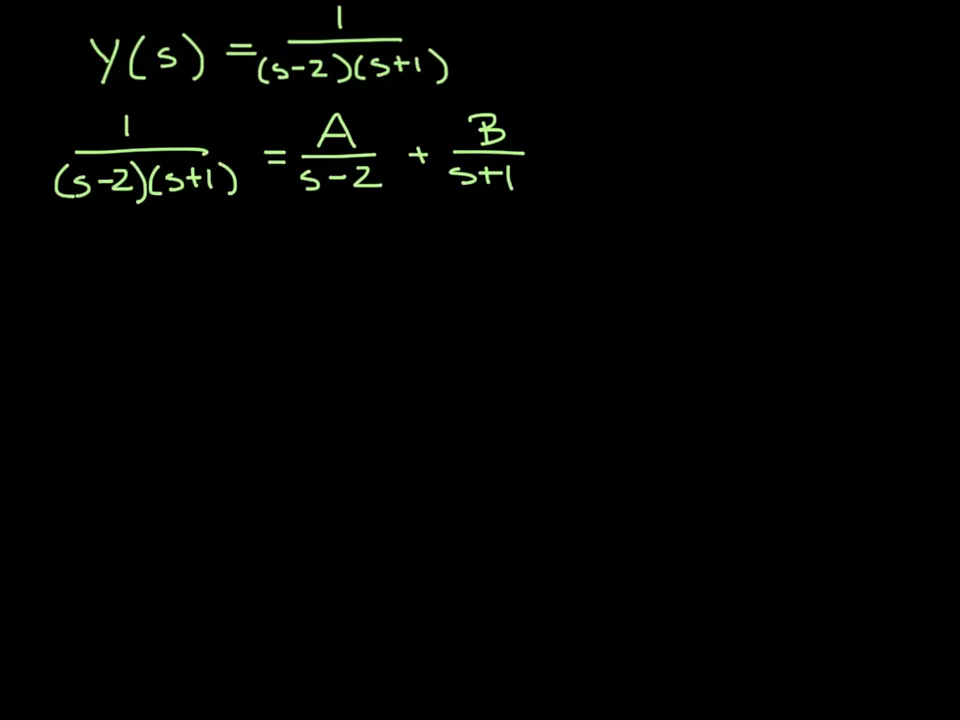 Y(s) = 1/((s-2)(s+1))
1/((s-2)(s+1)) = A/(s-2) + B/(s+1)